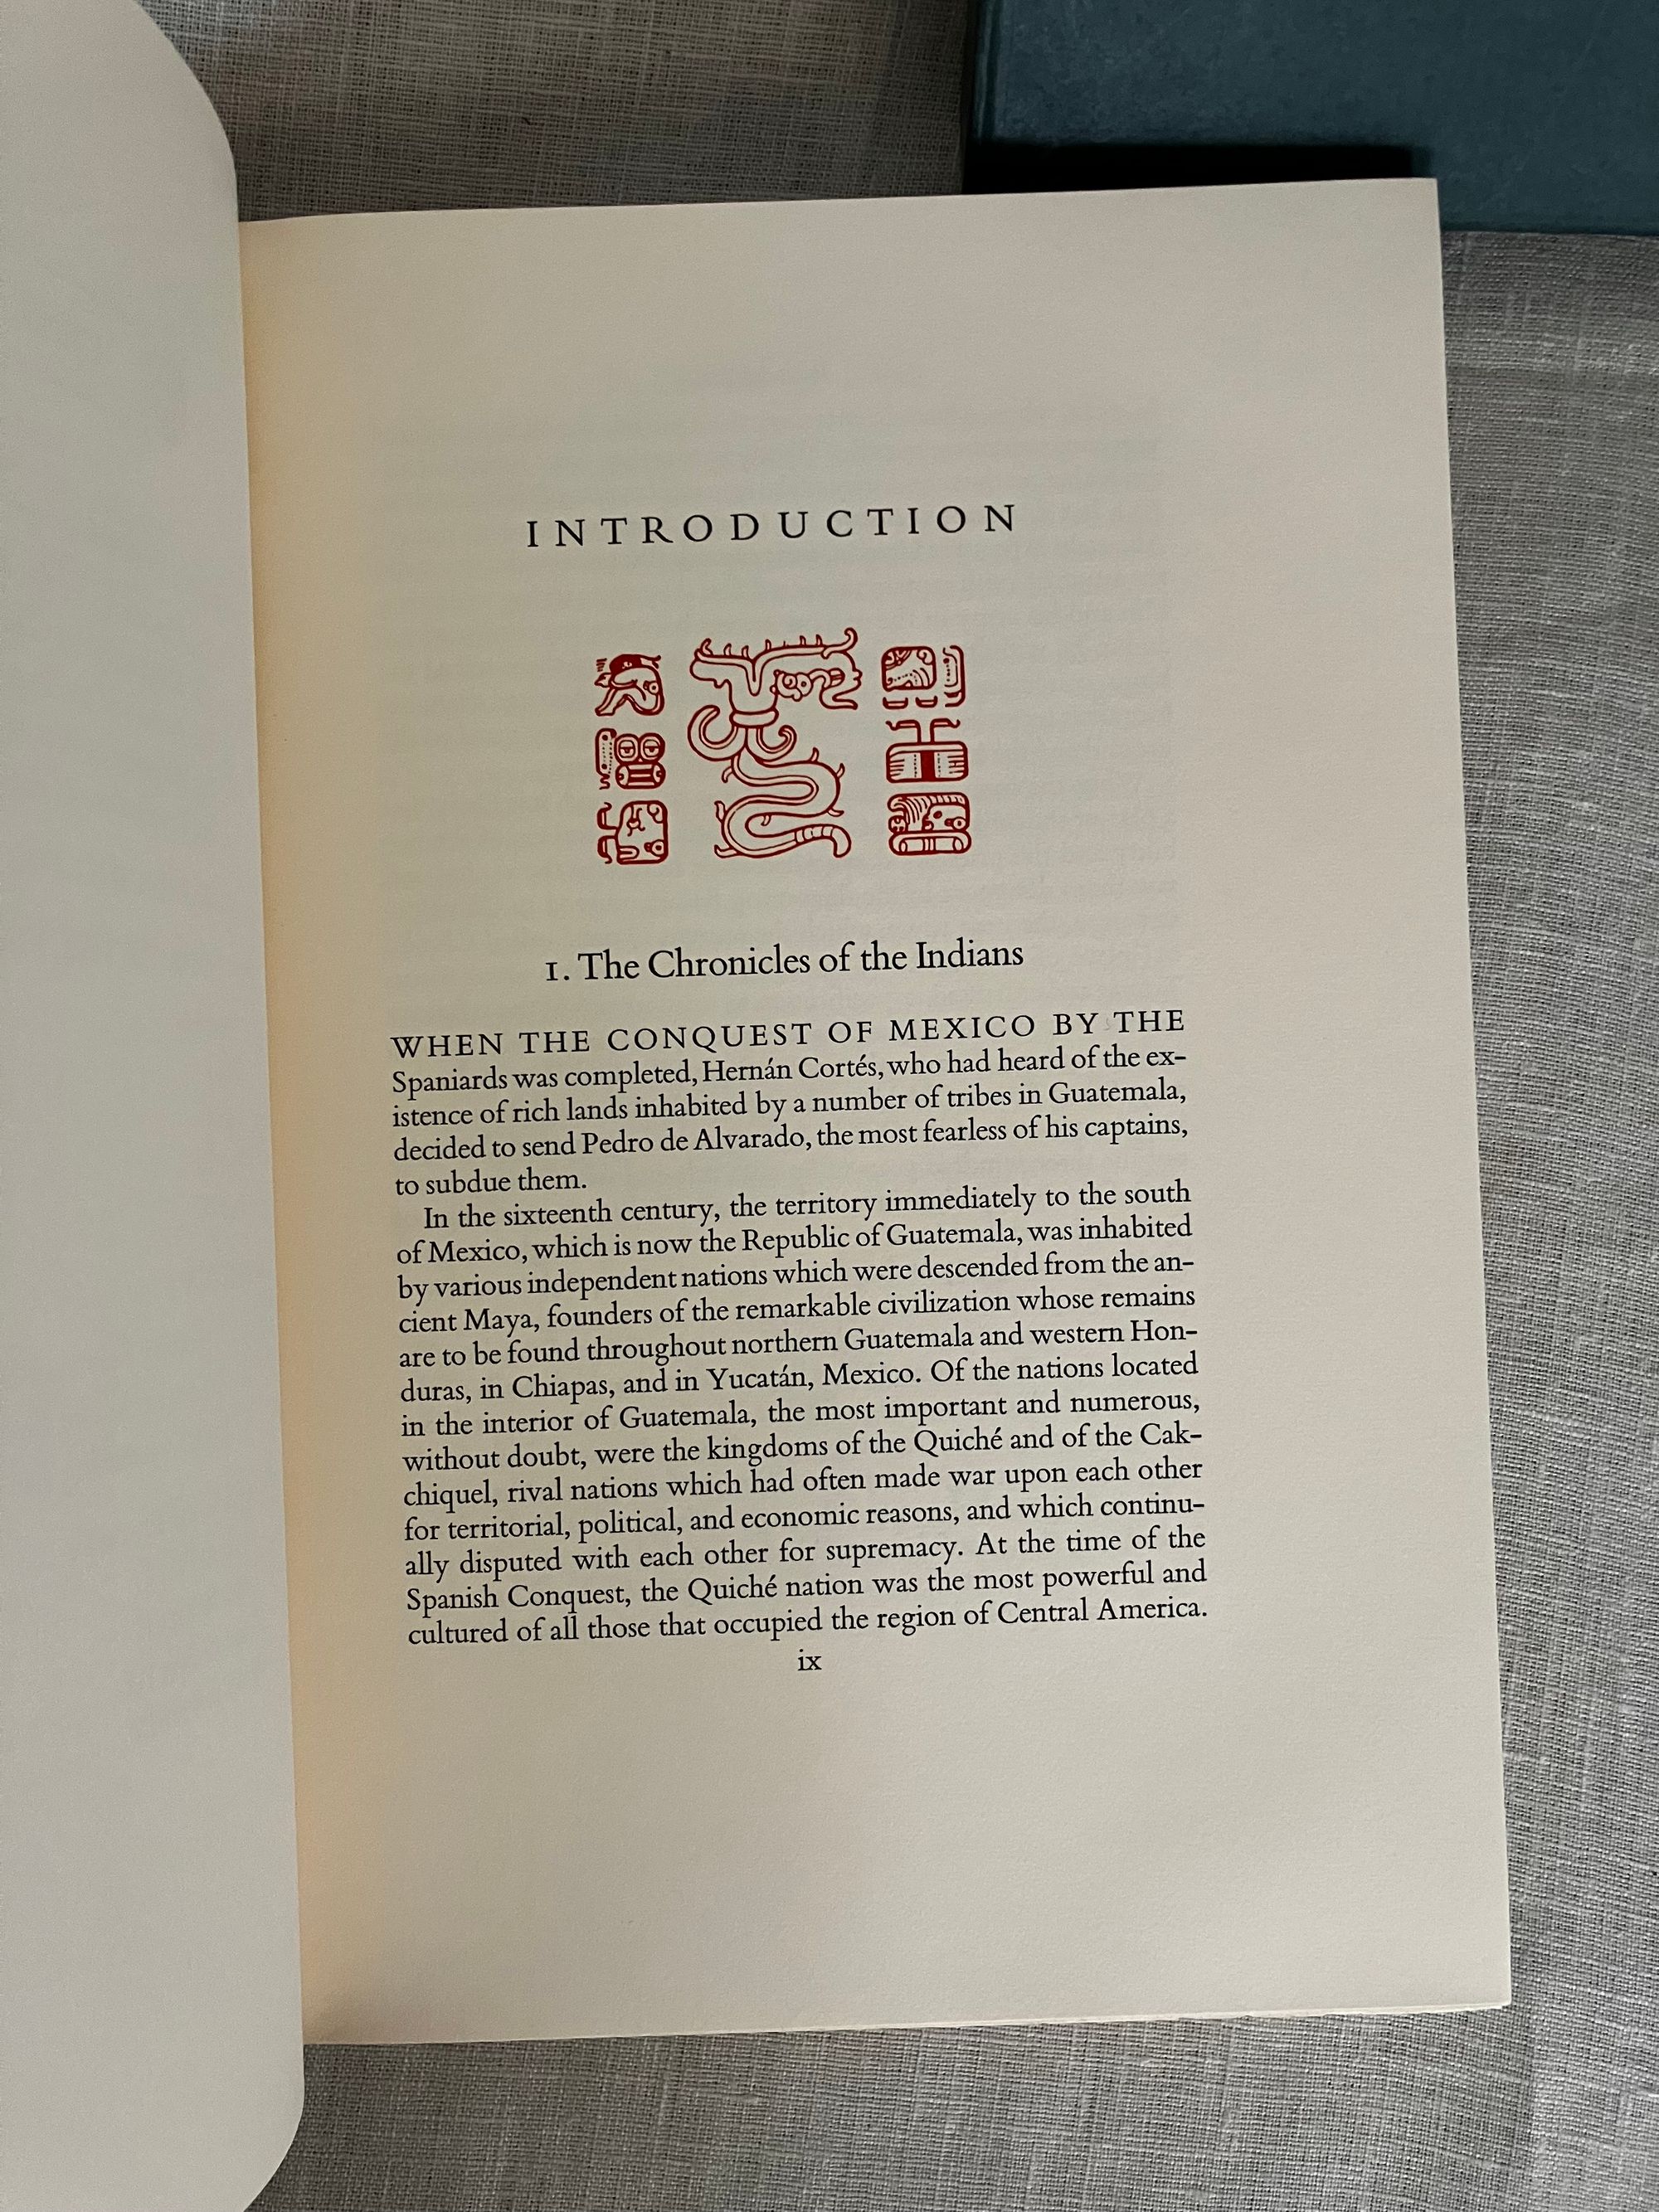 INTRODUCTION
1. The Chronicles of the Indians
WHEN THE CONQUEST OF MEXICO BY THE
Spaniards was completed, Hernán Cortés, who had heard of the ex-
istence of rich lands inhabited by a number of tribes in Guatemala,
decided to send Pedro de Alvarado, the most fearless of his captains,
to subdue them.
In the sixteenth century, the territory immediately to the south
of Mexico, which is now the Republic of Guatemala, was inhabited
by various independent nations which were descended from the an-
cient Maya, founders of the remarkable civilization whose remains
are to be found throughout northern Guatemala and western Hon-
duras, in Chiapas, and in Yucatán, Mexico. Of the nations located
in the interior of Guatemala, the most important and numerous,
without doubt, were the kingdoms of the Quiché and of the Cak-
chiquel, rival nations which had often made war upon each other
for territorial, political, and economic reasons, and which continu-
ally disputed with each other for supremacy. At the time of the
Spanish Conquest, the Quiché nation was the most powerful and
cultured of all those that occupied the region of Central America.
ix